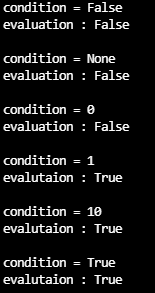 condition = False
evaluation : False

condition = None
evaluation : False

condition = 0
evaluation : False

condition = 1
evalutaion : True

condition = 10
evalutaion : True

condition = True
evalutaion : True